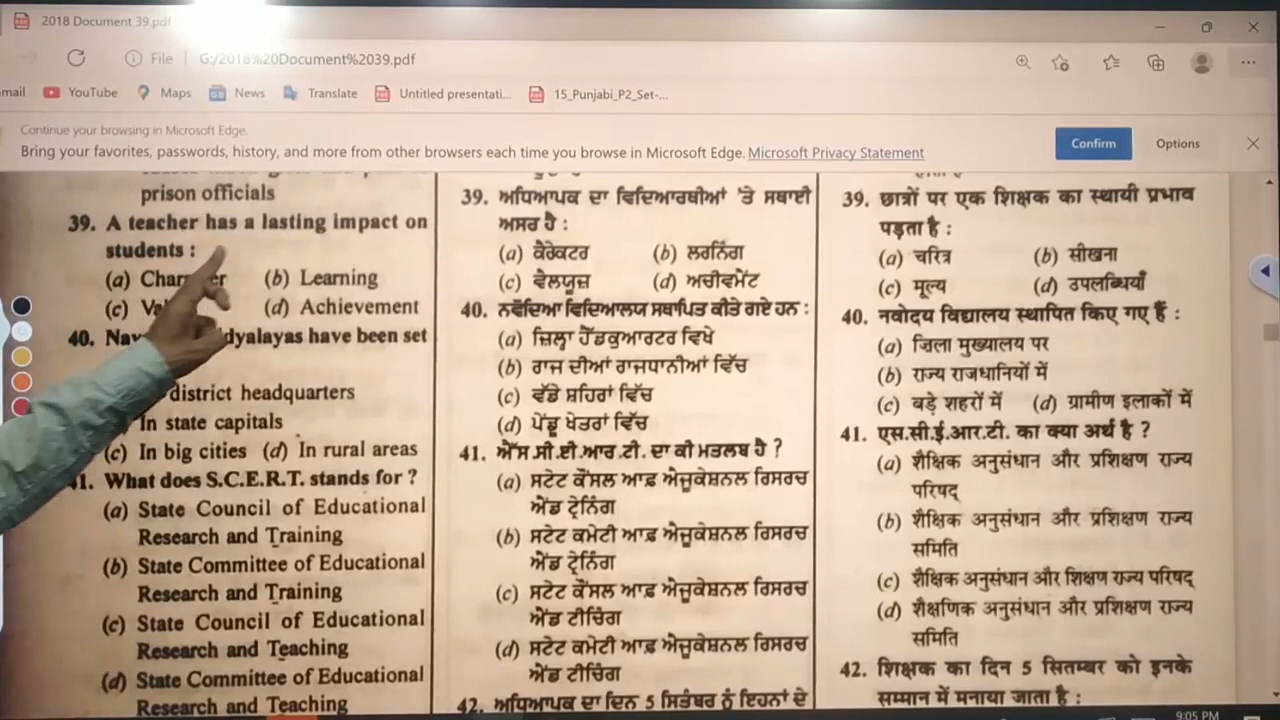 2018 Document 39.pdf
File
G:/2018%20Document%2039.pdf
mail
YouTube
Maps
News
Translate
Untitled presentati...
15_Punjabi_P2_Set-...
Continue your browsing in Microsoft Edge.
Bring your favorites, passwords, history, and more from other browsers each time you browse in Microsoft Edge. Microsoft Privacy Statement
Confirm
Options
prison officials
39. A teacher has a lasting impact on
students :
(a) (b) Learning
(c) (d) Achievement
40. have been set
district headquarters
In state capitals
(c) In big cities (d) In rural areas
What does S.C.E.R.T. stands for ?
(a) State Council of Educational
Research and Training
(b) State Committee of Educational
Research and Training
(c) State Council of Educational
Research and Teaching
(d) State Committee of Educational
Research and Teaching
39. ਅਧਿਆਪਕ ਦਾ ਵਿਦਿਆਰਥੀਆਂ 'ਤੇ ਸਥਾਈ
ਅਸਰ ਹੈ :
(a) ਕੈਰੇਕਟਰ (b) ਲਰਨਿੰਗ
(c) ਵੈਲਯੂਜ਼ (d) ਅਚੀਵਮੈਂਟ
40. ਨਵੋਦਿਆ ਵਿਦਿਆਲਯ ਸਥਾਪਿਤ ਕੀਤੇ ਗਏ ਹਨ :
(a) ਜ਼ਿਲ੍ਹਾ ਹੈੱਡਕੁਆਰਟਰ ਵਿਖੇ
(b) ਰਾਜ ਦੀਆਂ ਰਾਜਧਾਨੀਆਂ ਵਿੱਚ
(c) ਵੱਡੇ ਸ਼ਹਿਰਾਂ ਵਿੱਚ
(d) ਪੇਂਡੂ ਖੇਤਰਾਂ ਵਿੱਚ
41. ਐੱਸ.ਸੀ.ਈ.ਆਰ.ਟੀ. ਦਾ ਕੀ ਮਤਲਬ ਹੈ ?
(a) ਸਟੇਟ ਕੌਂਸਲ ਆਫ਼ ਐਜੂਕੇਸ਼ਨਲ ਰਿਸਰਚ
ਐਂਡ ਟ੍ਰੇਨਿੰਗ
(b) ਸਟੇਟ ਕਮੇਟੀ ਆਫ਼ ਐਜੂਕੇਸ਼ਨਲ ਰਿਸਰਚ
ਐਂਡ ਟ੍ਰੇਨਿੰਗ
(c) ਸਟੇਟ ਕੌਂਸਲ ਆਫ਼ ਐਜੂਕੇਸ਼ਨਲ ਰਿਸਰਚ
ਐਂਡ ਟੀਚਿੰਗ
(d) ਸਟੇਟ ਕਮੇਟੀ ਆਫ਼ ਐਜੂਕੇਸ਼ਨਲ ਰਿਸਰਚ
ਐਂਡ ਟੀਚਿੰਗ
42. ਅਧਿਆਪਕ ਦਾ ਦਿਨ 5 ਸਿਤੰਬਰ ਨੂੰ ਇਹਨਾਂ ਦੇ
39. छात्रों पर एक शिक्षक का स्थायी प्रभाव
पड़ता है :
(a) चरित्र (b) सीखना
(c) मूल्य (d) उपलब्धियाँ
40. नवोदय विद्यालय स्थापित किए गए हैं :
(a) ज़िला मुख्यालय पर
(b) राज्य राजधानियों में
(c) बड़े शहरों में (d) ग्रामीण इलाकों में
41. एस.सी.ई.आर.टी. का क्या अर्थ है ?
(a) शैक्षिक अनुसंधान और प्रशिक्षण राज्य
परिषद्
(b) शैक्षिक अनुसंधान और प्रशिक्षण राज्य
समिति
(c) शैक्षिक अनुसंधान और शिक्षण राज्य परिषद्
(d) शैक्षणिक अनुसंधान और प्रशिक्षण राज्य
समिति
42. शिक्षक का दिन 5 सितम्बर को इनके
सम्मान में मनाया जाता है :
9:05 PM